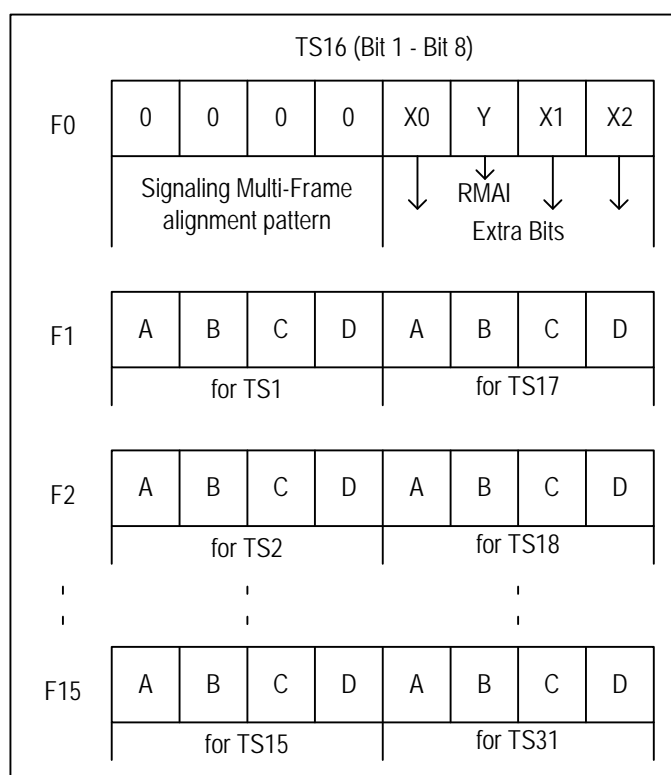 TS16 (Bit 1 - Bit 8)
F0 0 0 0 0 X0 Y X1 X2
Signaling Multi-Frame
alignment pattern
RMAI
Extra Bits
F1 A B C D A B C D
for TS1 for TS17
F2 A B C D A B C D
for TS2 for TS18
F15 A B C D A B C D
for TS15 for TS31